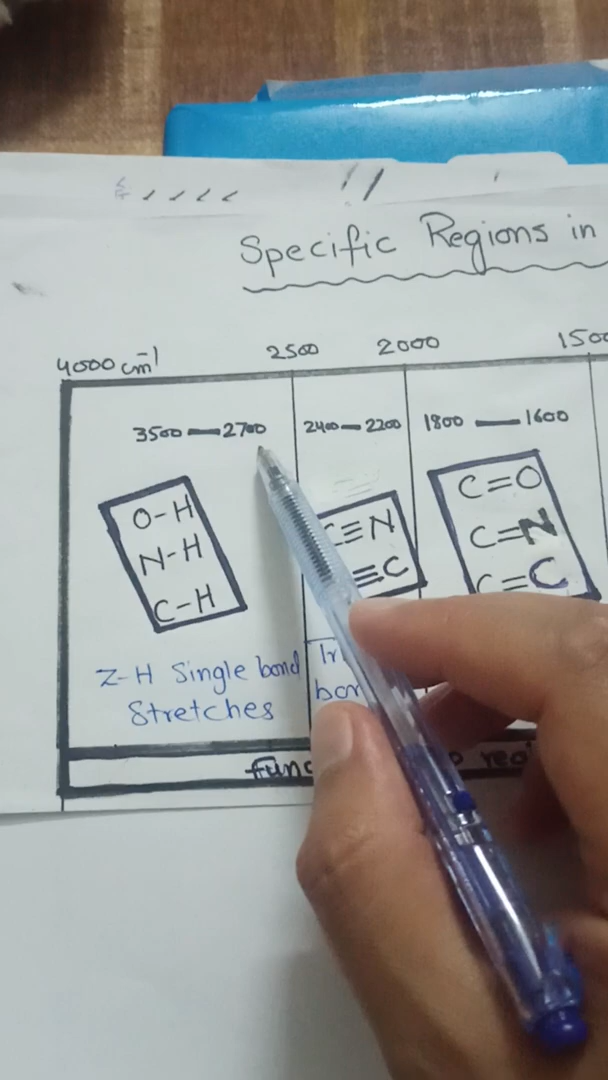 Specific Regions in
4000 cm⁻¹ 2500 2000 1500
3500 — 2700 2400 — 2200 1800 — 1600
O-H
N-H
C-H
≡N
≡C
C=O
C=N
C=C
Z-H Single bond
Stretches